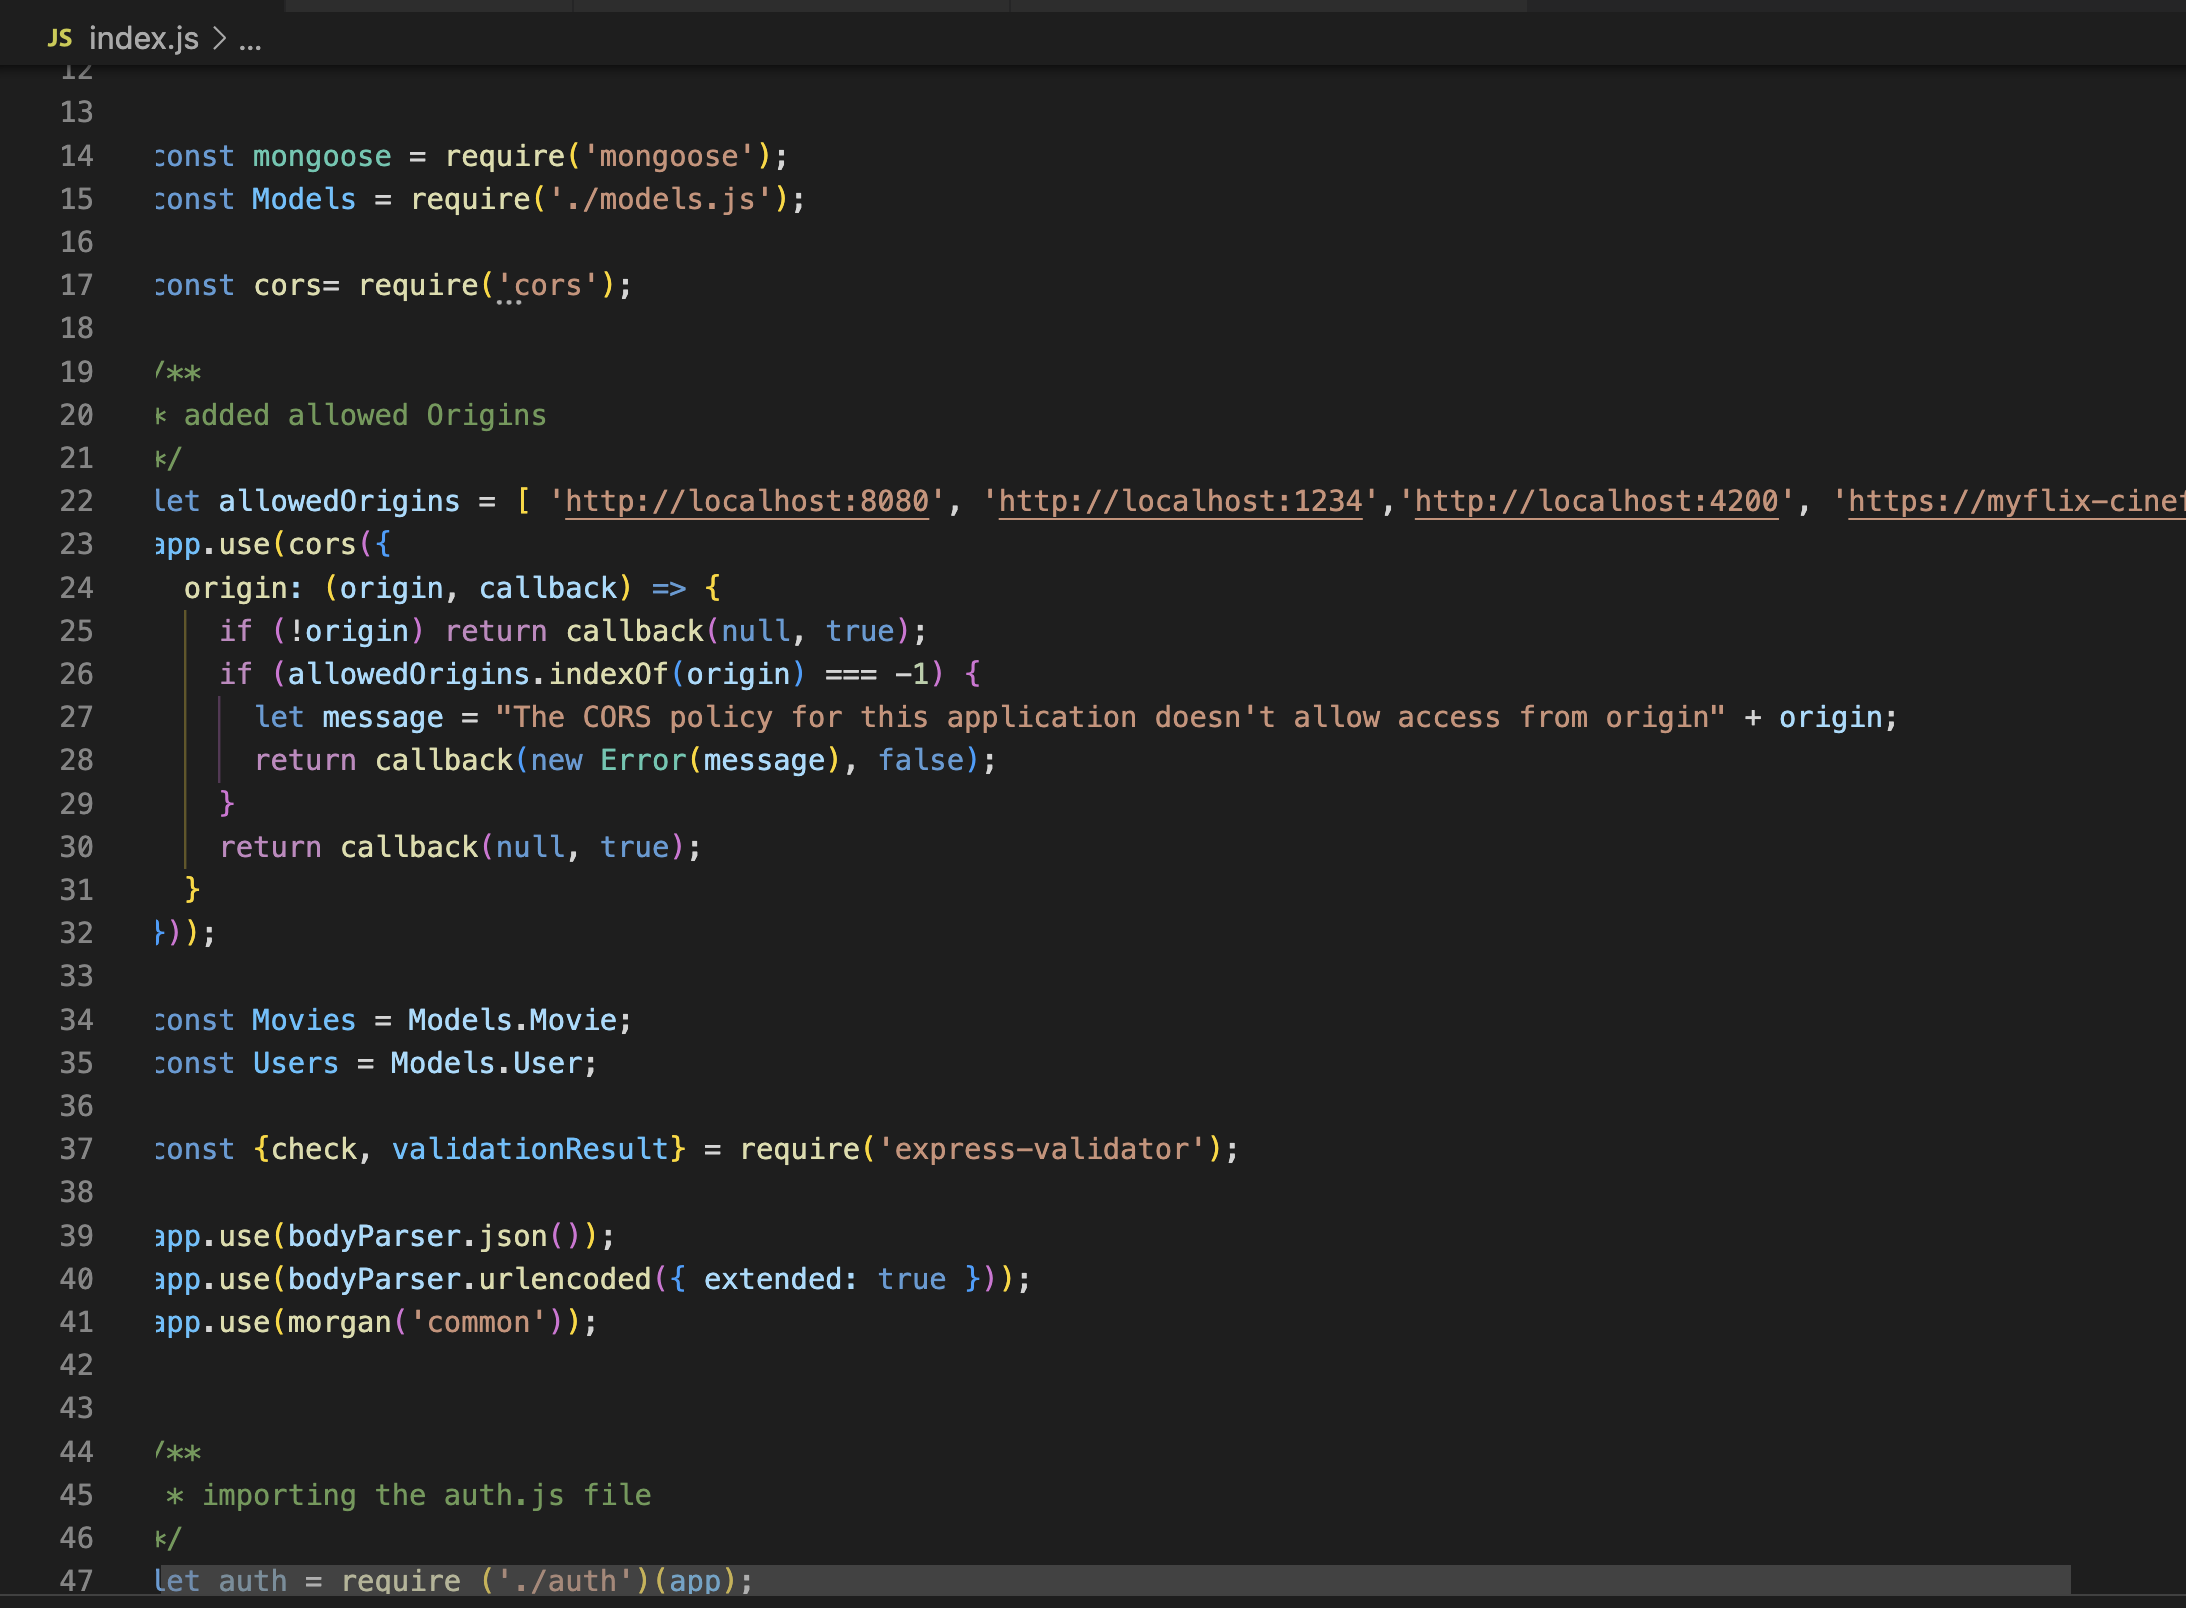 JS index.js > ...
12
13
14 const mongoose = require('mongoose');
15 const Models = require('./models.js');
16
17 const cors= require('cors');
18
19 /**
20 * added allowed Origins
21 */
22 let allowedOrigins = [ 'http://localhost:8080', 'http://localhost:1234','http://localhost:4200', 'https://myflix-cinef
23 app.use(cors({
24 origin: (origin, callback) => {
25 if (!origin) return callback(null, true);
26 if (allowedOrigins.indexOf(origin) === -1) {
27 let message = "The CORS policy for this application doesn't allow access from origin" + origin;
28 return callback(new Error(message), false);
29 }
30 return callback(null, true);
31 }
32 }));
33
34 const Movies = Models.Movie;
35 const Users = Models.User;
36
37 const {check, validationResult} = require('express-validator');
38
39 app.use(bodyParser.json());
40 app.use(bodyParser.urlencoded({ extended: true }));
41 app.use(morgan('common'));
42
43
44 /**
45 * importing the auth.js file
46 */
47 let auth = require ('./auth')(app);